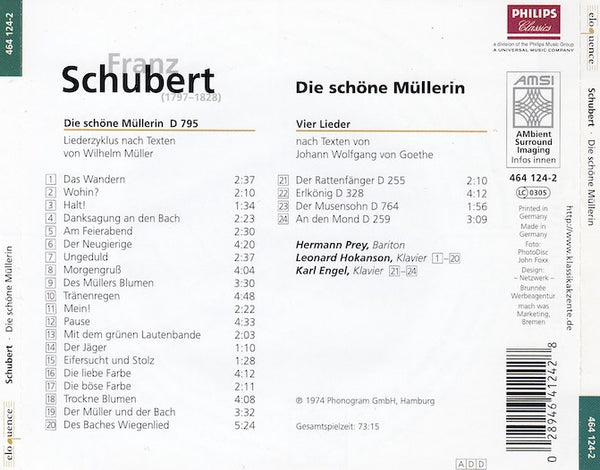 464 124-2
Schubert · Die schöne Müllerin
eloquence
Franz
Schubert
(1797–1828)
Die schöne Müllerin D 795
Liederzyklus nach Texten
von Wilhelm Müller
1 Das Wandern 2:37
2 Wohin? 2:10
3 Halt! 1:34
4 Danksagung an den Bach 2:23
5 Am Feierabend 2:30
6 Der Neugierige 4:20
7 Ungeduld 2:37
8 Morgengruß 4:04
9 Des Müllers Blumen 3:30
10 Tränenregen 4:48
11 Mein! 2:22
12 Pause 4:33
13 Mit dem grünen Lautenbande 2:03
14 Der Jäger 1:10
15 Eifersucht und Stolz 1:28
16 Die liebe Farbe 4:12
17 Die böse Farbe 2:11
18 Trockne Blumen 4:08
19 Der Müller und der Bach 3:32
20 Des Baches Wiegenlied 5:24
Die schöne Müllerin
Vier Lieder
nach Texten von
Johann Wolfgang von Goethe
21 Der Rattenfänger D 255 2:10
22 Erlkönig D 328 4:12
23 Der Musensohn D 764 1:56
24 An den Mond D 259 3:09
Hermann Prey, Bariton
Leonard Hokanson, Klavier 1–20
Karl Engel, Klavier 21–24
℗ 1974 Phonogram GmbH, Hamburg
Gesamtspielzeit: 73:15
ADD
PHILIPS
Classics
a division of the Philips Music Group
A UNIVERSAL MUSIC COMPANY
AMSI
AMbient
Surround
Imaging
Infos innen
464 124-2
LC 0305
Printed in
Germany
Made in
Germany
Foto:
PhotoDisc
John Foxx
Design:
– Netzwerk –
Brunnée
Werbeagentur
mach was
Marketing,
Bremen
http://www.klassikakzente.de
0 28946 41242 8
eloquence
Schubert · Die schöne Müllerin
464 124-2